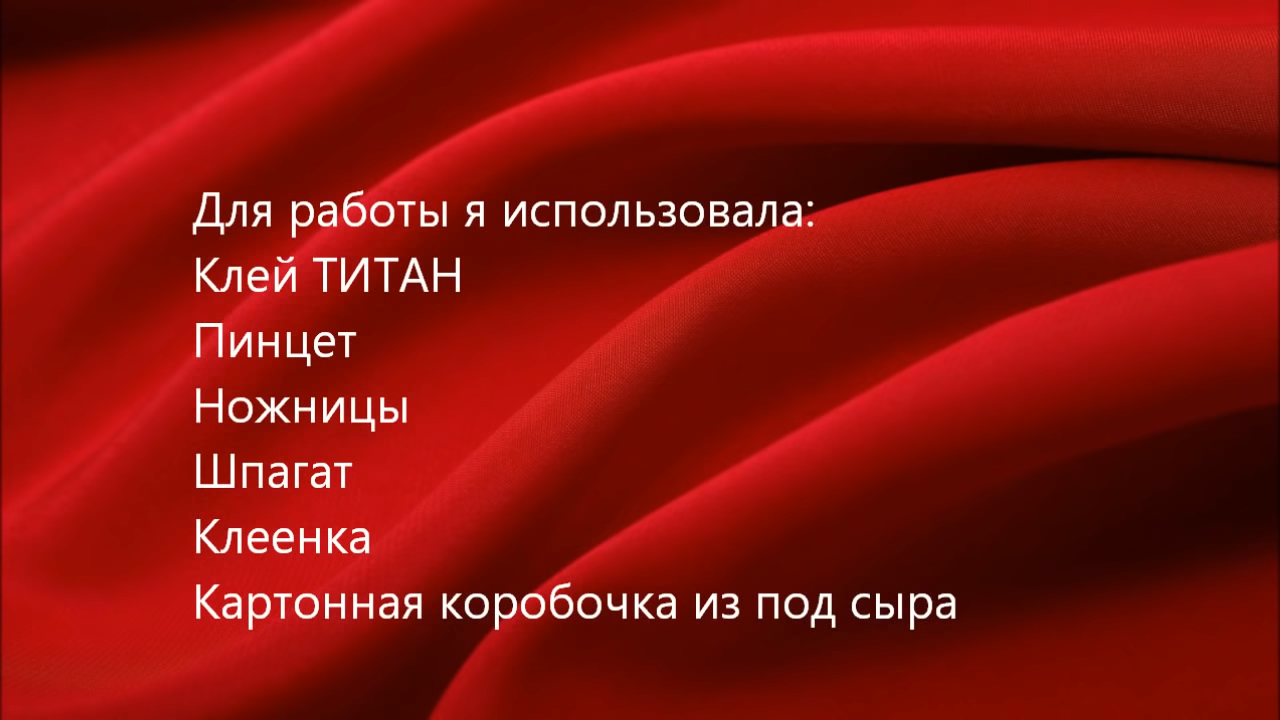 Для работы я использовала:
Клей ТИТАН
Пинцет
Ножницы
Шпагат
Клеенка
Картонная коробочка из под сыра